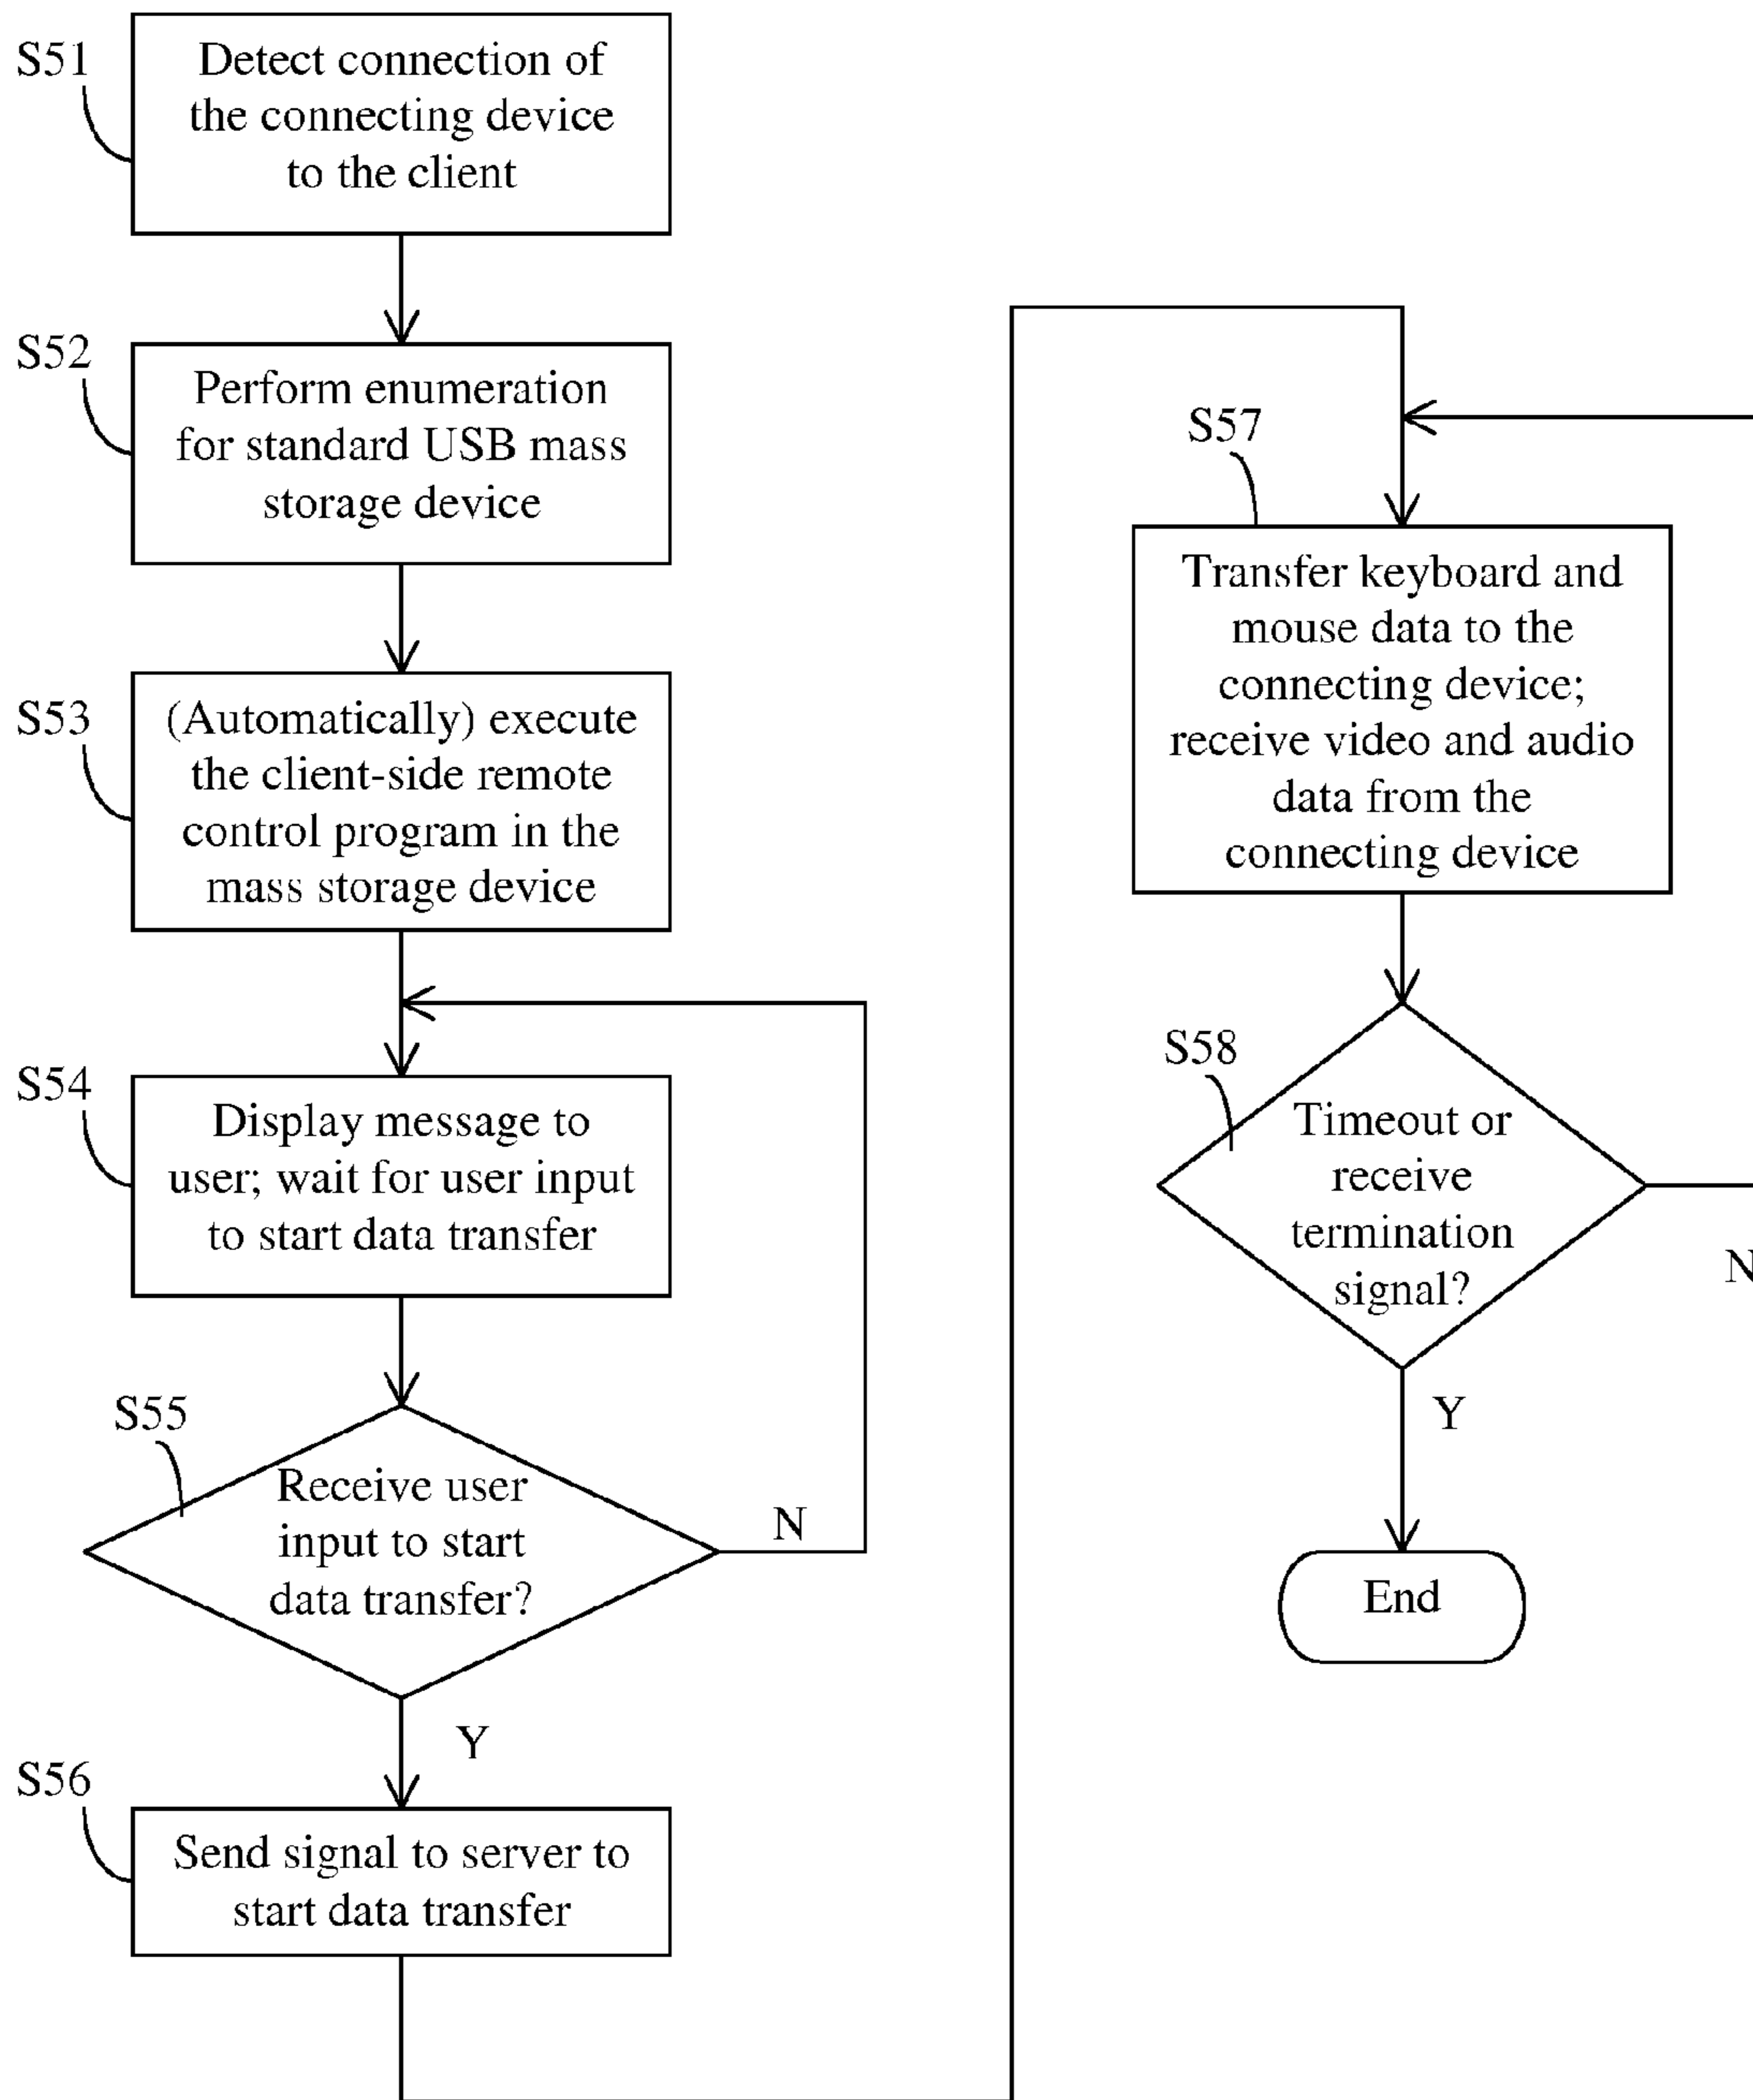 S51
Detect connection of
the connecting device
to the client
S52
Perform enumeration
for standard USB mass
storage device
S53
(Automatically) execute
the client-side remote
control program in the
mass storage device
S54
Display message to
user; wait for user input
to start data transfer
S55
Receive user
input to start
data transfer?
N
Y
S56
Send signal to server to
start data transfer
S57
Transfer keyboard and
mouse data to the
connecting device;
receive video and audio
data from the
connecting device
S58
Timeout or
receive
termination
signal?
N
Y
End